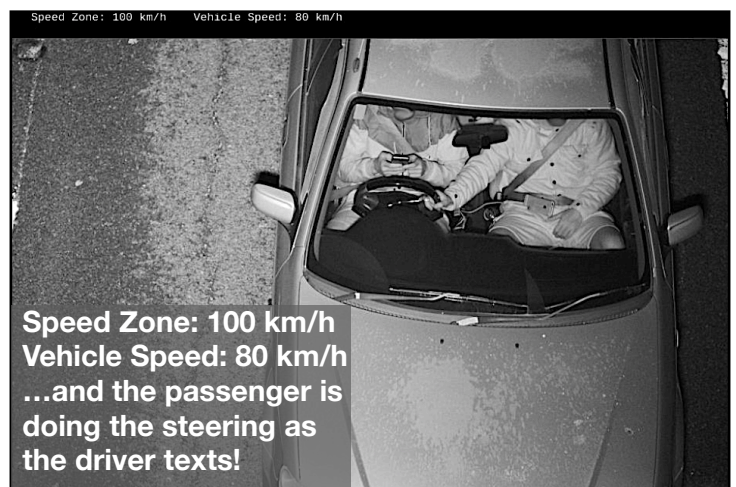 Speed Zone: 100 km/h    Vehicle Speed: 80 km/h
Speed Zone: 100 km/h
Vehicle Speed: 80 km/h
…and the passenger is
doing the steering as
the driver texts!